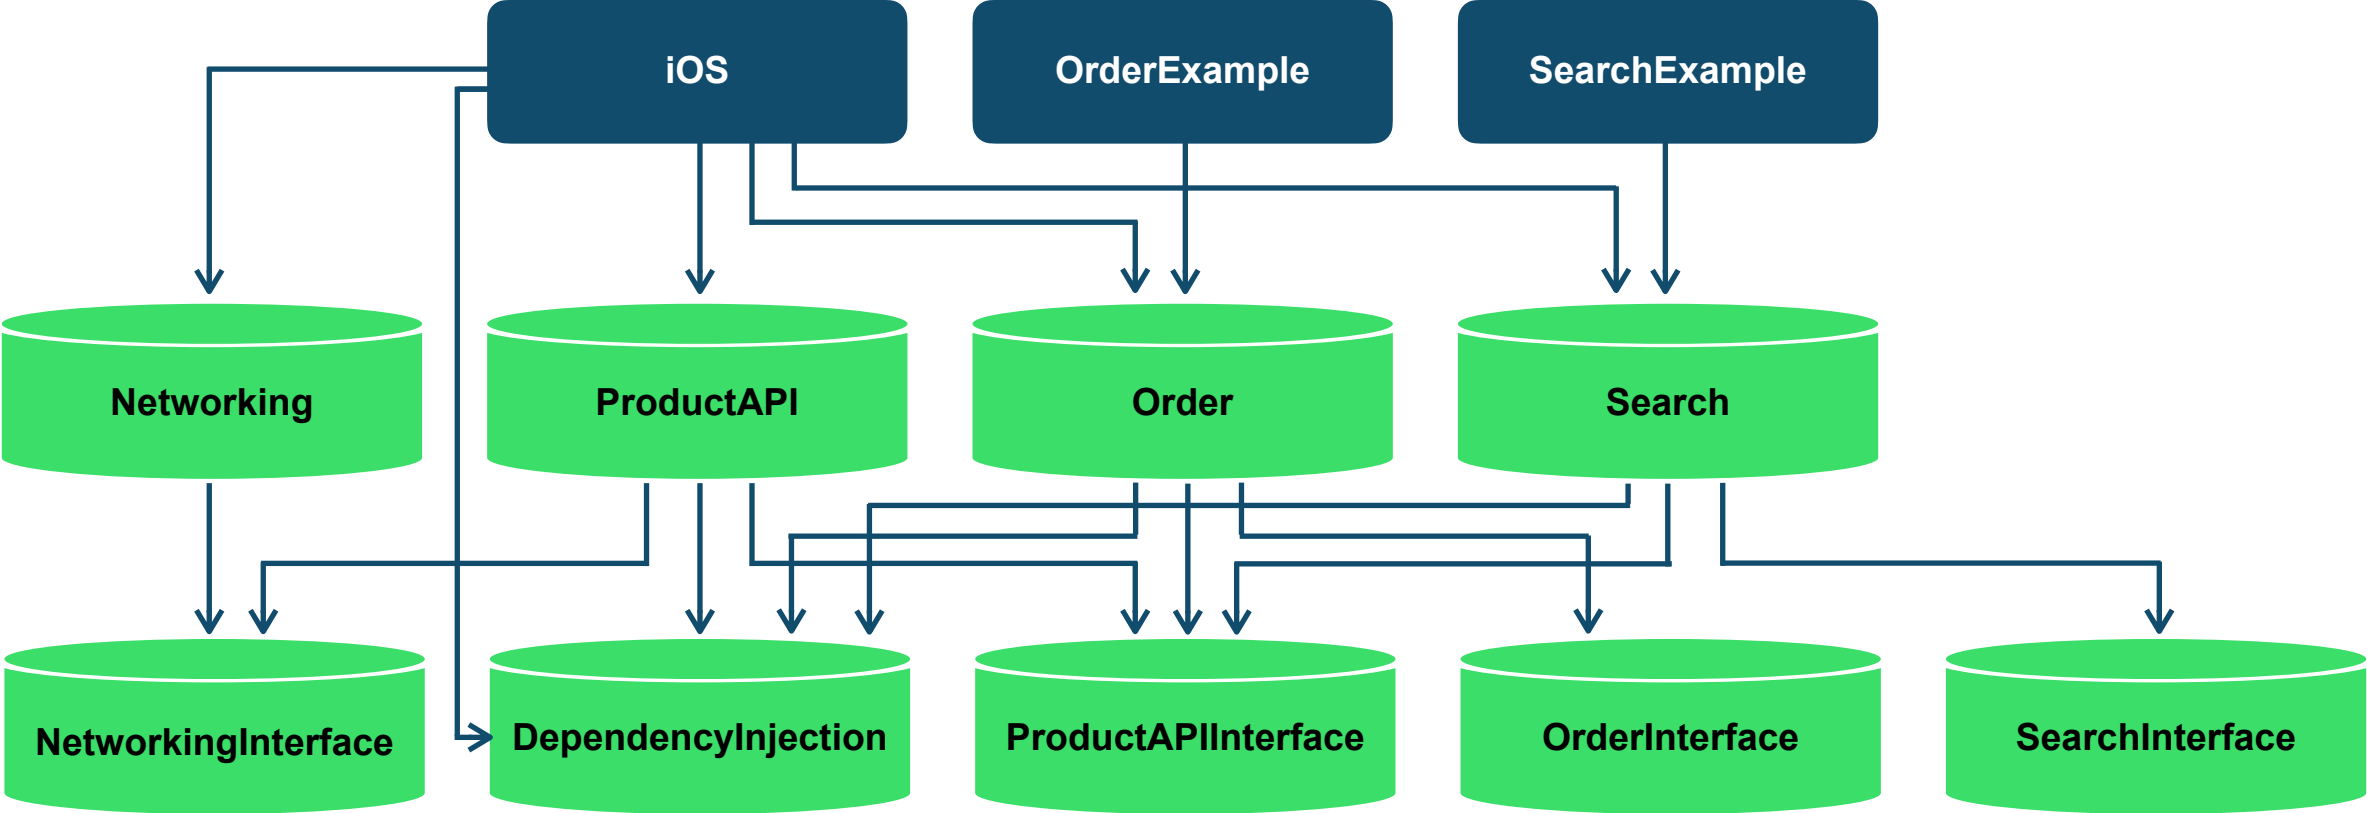 iOS
OrderExample
SearchExample
Networking
ProductAPI
Order
Search
NetworkingInterface
DependencyInjection
ProductAPIInterface
OrderInterface
SearchInterface